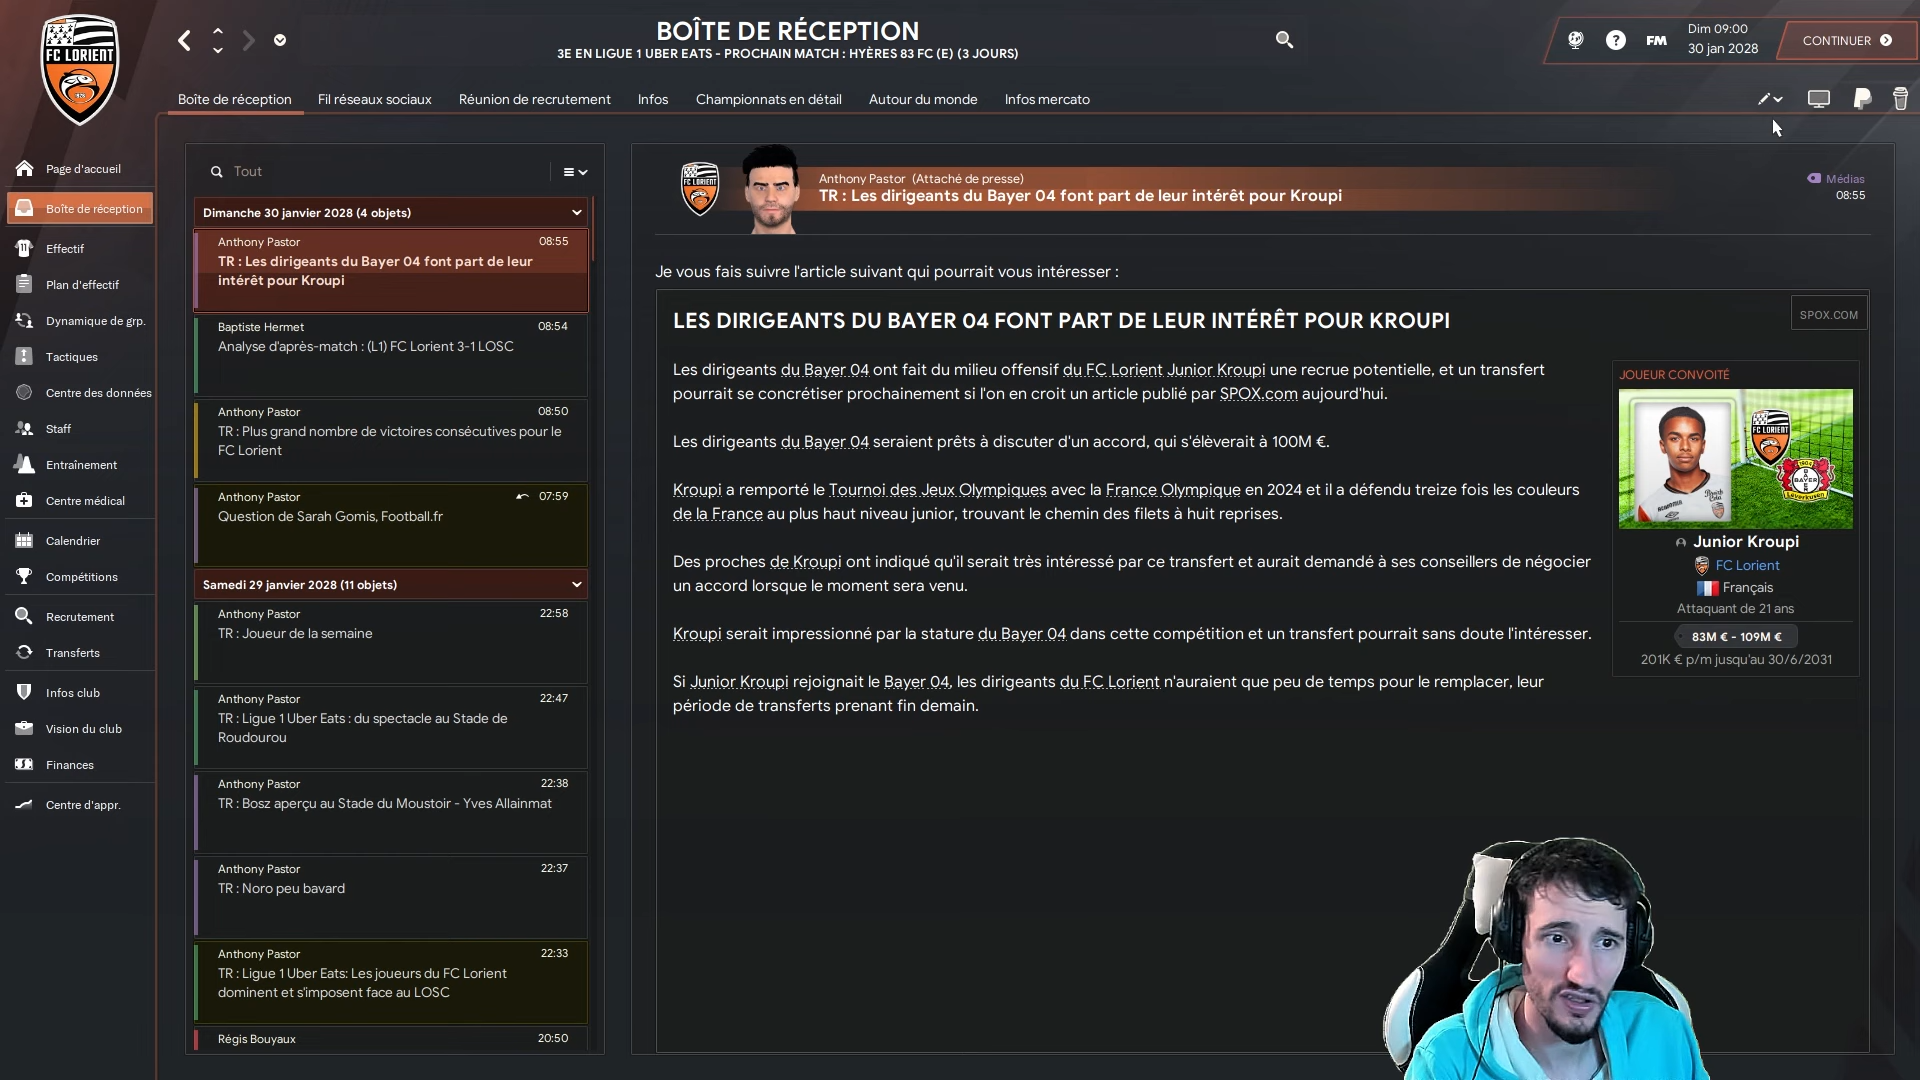 FC LORIENT
BOÎTE DE RÉCEPTION
3E EN LIGUE 1 UBER EATS - PROCHAIN MATCH : HYÈRES 83 FC (E) (3 JOURS)
FM
Dim 09:00
30 jan 2028
CONTINUER
Boîte de réception
Fil réseaux sociaux
Réunion de recrutement
Infos
Championnats en détail
Autour du monde
Infos mercato
Page d'accueil
Boîte de réception
Effectif
Plan d'effectif
Dynamique de grp.
Tactiques
Centre des données
Staff
Entraînement
Centre médical
Calendrier
Compétitions
Recrutement
Transferts
Infos club
Vision du club
Finances
Centre d'appr.
Tout
Dimanche 30 janvier 2028 (4 objets)
Anthony Pastor 08:55
TR : Les dirigeants du Bayer 04 font part de leur
intérêt pour Kroupi
Baptiste Hermet 08:54
Analyse d'après-match : (L1) FC Lorient 3-1 LOSC
Anthony Pastor 08:50
TR : Plus grand nombre de victoires consécutives pour le
FC Lorient
Anthony Pastor 07:59
Question de Sarah Gomis, Football.fr
Samedi 29 janvier 2028 (11 objets)
Anthony Pastor 22:58
TR : Joueur de la semaine
Anthony Pastor 22:47
TR : Ligue 1 Uber Eats : du spectacle au Stade de
Roudourou
Anthony Pastor 22:38
TR : Bosz aperçu au Stade du Moustoir - Yves Allainmat
Anthony Pastor 22:37
TR : Noro peu bavard
Anthony Pastor 22:33
TR : Ligue 1 Uber Eats: Les joueurs du FC Lorient
dominent et s'imposent face au LOSC
Régis Bouyaux 20:50
FC LORIENT
Anthony Pastor (Attaché de presse)
TR : Les dirigeants du Bayer 04 font part de leur intérêt pour Kroupi
Médias
08:55
Je vous fais suivre l'article suivant qui pourrait vous intéresser :
LES DIRIGEANTS DU BAYER 04 FONT PART DE LEUR INTÉRÊT POUR KROUPI
SPOX.COM
Les dirigeants du Bayer 04 ont fait du milieu offensif du FC Lorient Junior Kroupi une recrue potentielle, et un transfert
pourrait se concrétiser prochainement si l'on en croit un article publié par SPOX.com aujourd'hui.
Les dirigeants du Bayer 04 seraient prêts à discuter d'un accord, qui s'élèverait à 100M €.
Kroupi a remporté le Tournoi des Jeux Olympiques avec la France Olympique en 2024 et il a défendu treize fois les couleurs
de la France au plus haut niveau junior, trouvant le chemin des filets à huit reprises.
Des proches de Kroupi ont indiqué qu'il serait très intéressé par ce transfert et aurait demandé à ses conseillers de négocier
un accord lorsque le moment sera venu.
Kroupi serait impressionné par la stature du Bayer 04 dans cette compétition et un transfert pourrait sans doute l'intéresser.
Si Junior Kroupi rejoignait le Bayer 04, les dirigeants du FC Lorient n'auraient que peu de temps pour le remplacer, leur
période de transferts prenant fin demain.
JOUEUR CONVOITÉ
FC LORIENT
Leverkusen
Junior Kroupi
FC Lorient
Français
Attaquant de 21 ans
83M € - 109M €
201K € p/m jusqu'au 30/6/2031